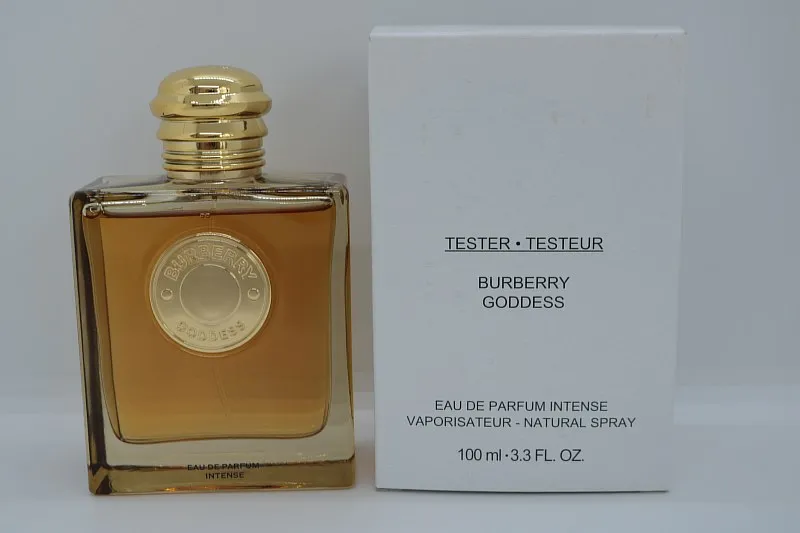 BURBERRY
GODDESS
EAU DE PARFUM
INTENSE
TESTER • TESTEUR
BURBERRY
GODDESS
EAU DE PARFUM INTENSE
VAPORISATEUR - NATURAL SPRAY
100 ml • 3.3 FL. OZ.